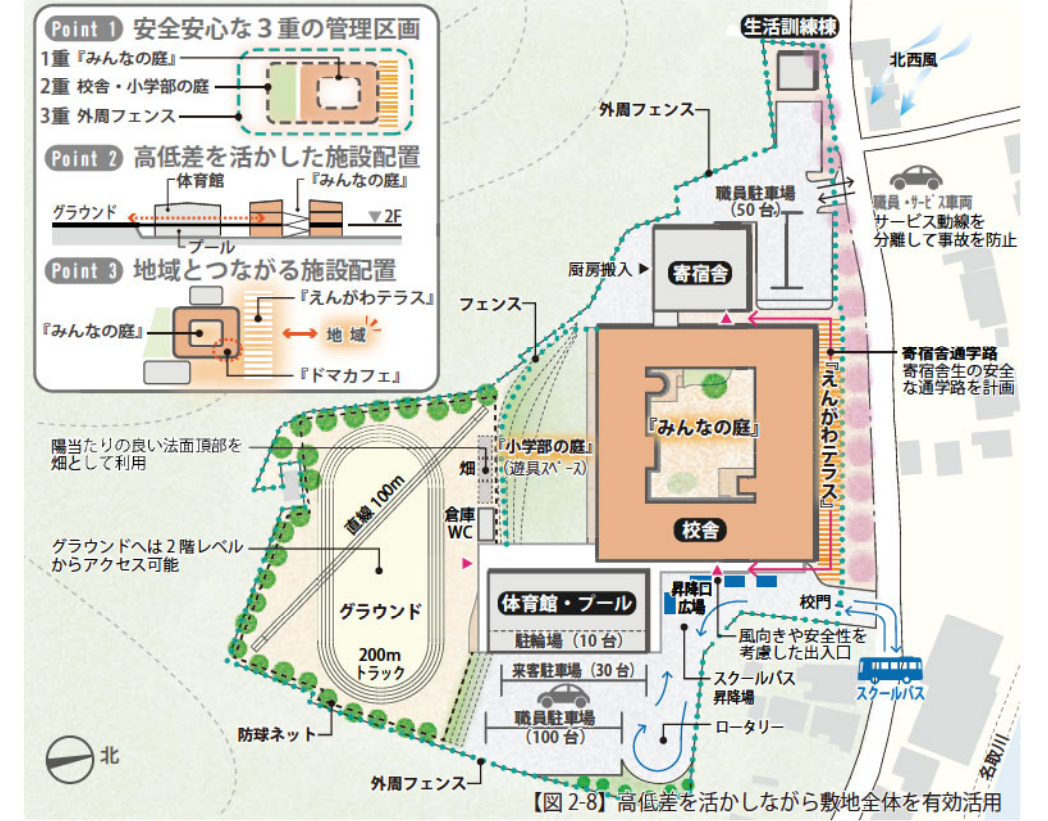 Point 1 安全安心な3重の管理区画
1重『みんなの庭』
2重 校舎・小学部の庭
3重 外周フェンス
Point 2 高低差を活かした施設配置
体育館
『みんなの庭』
グラウンド
▼2F
プール
Point 3 地域とつながる施設配置
『えんがわテラス』
『みんなの庭』
地 域
『ドマカフェ』
生活訓練棟
北西風
外周フェンス
職員駐車場
(50台)
職員・サービス車両
サービス動線を
分離して事故を防止
厨房搬入
寄宿舎
フェンス
寄宿舎通学路
寄宿舎生の安全
な通学路を計画
『えんがわテラス』
『みんなの庭』
陽当たりの良い法面頂部を
畑として利用
『小学部の庭』
(遊具スペース)
畑
直線100m
倉庫
WC
校舎
グラウンドへは2階レベル
からアクセス可能
グラウンド
200m
トラック
体育館・プール
駐輪場(10台)
昇降口
広場
校門
風向きや安全性を
考慮した出入口
スクールバス
来客駐車場(30台)
スクールバス
昇降場
職員駐車場
(100台)
ロータリー
防球ネット
外周フェンス
北
名取川
【図2-8】高低差を活かしながら敷地全体を有効活用